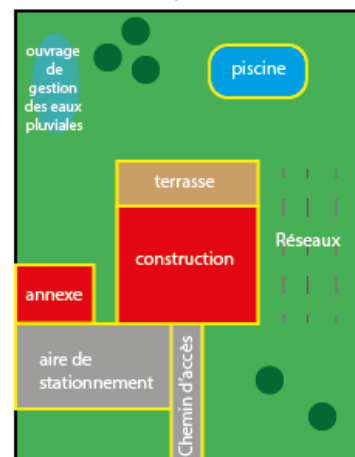 ouvrage
de
gestion
des eaux
pluviales
piscine
terrasse
construction
Réseaux
annexe
aire de
stationnement
Chemin d'accès